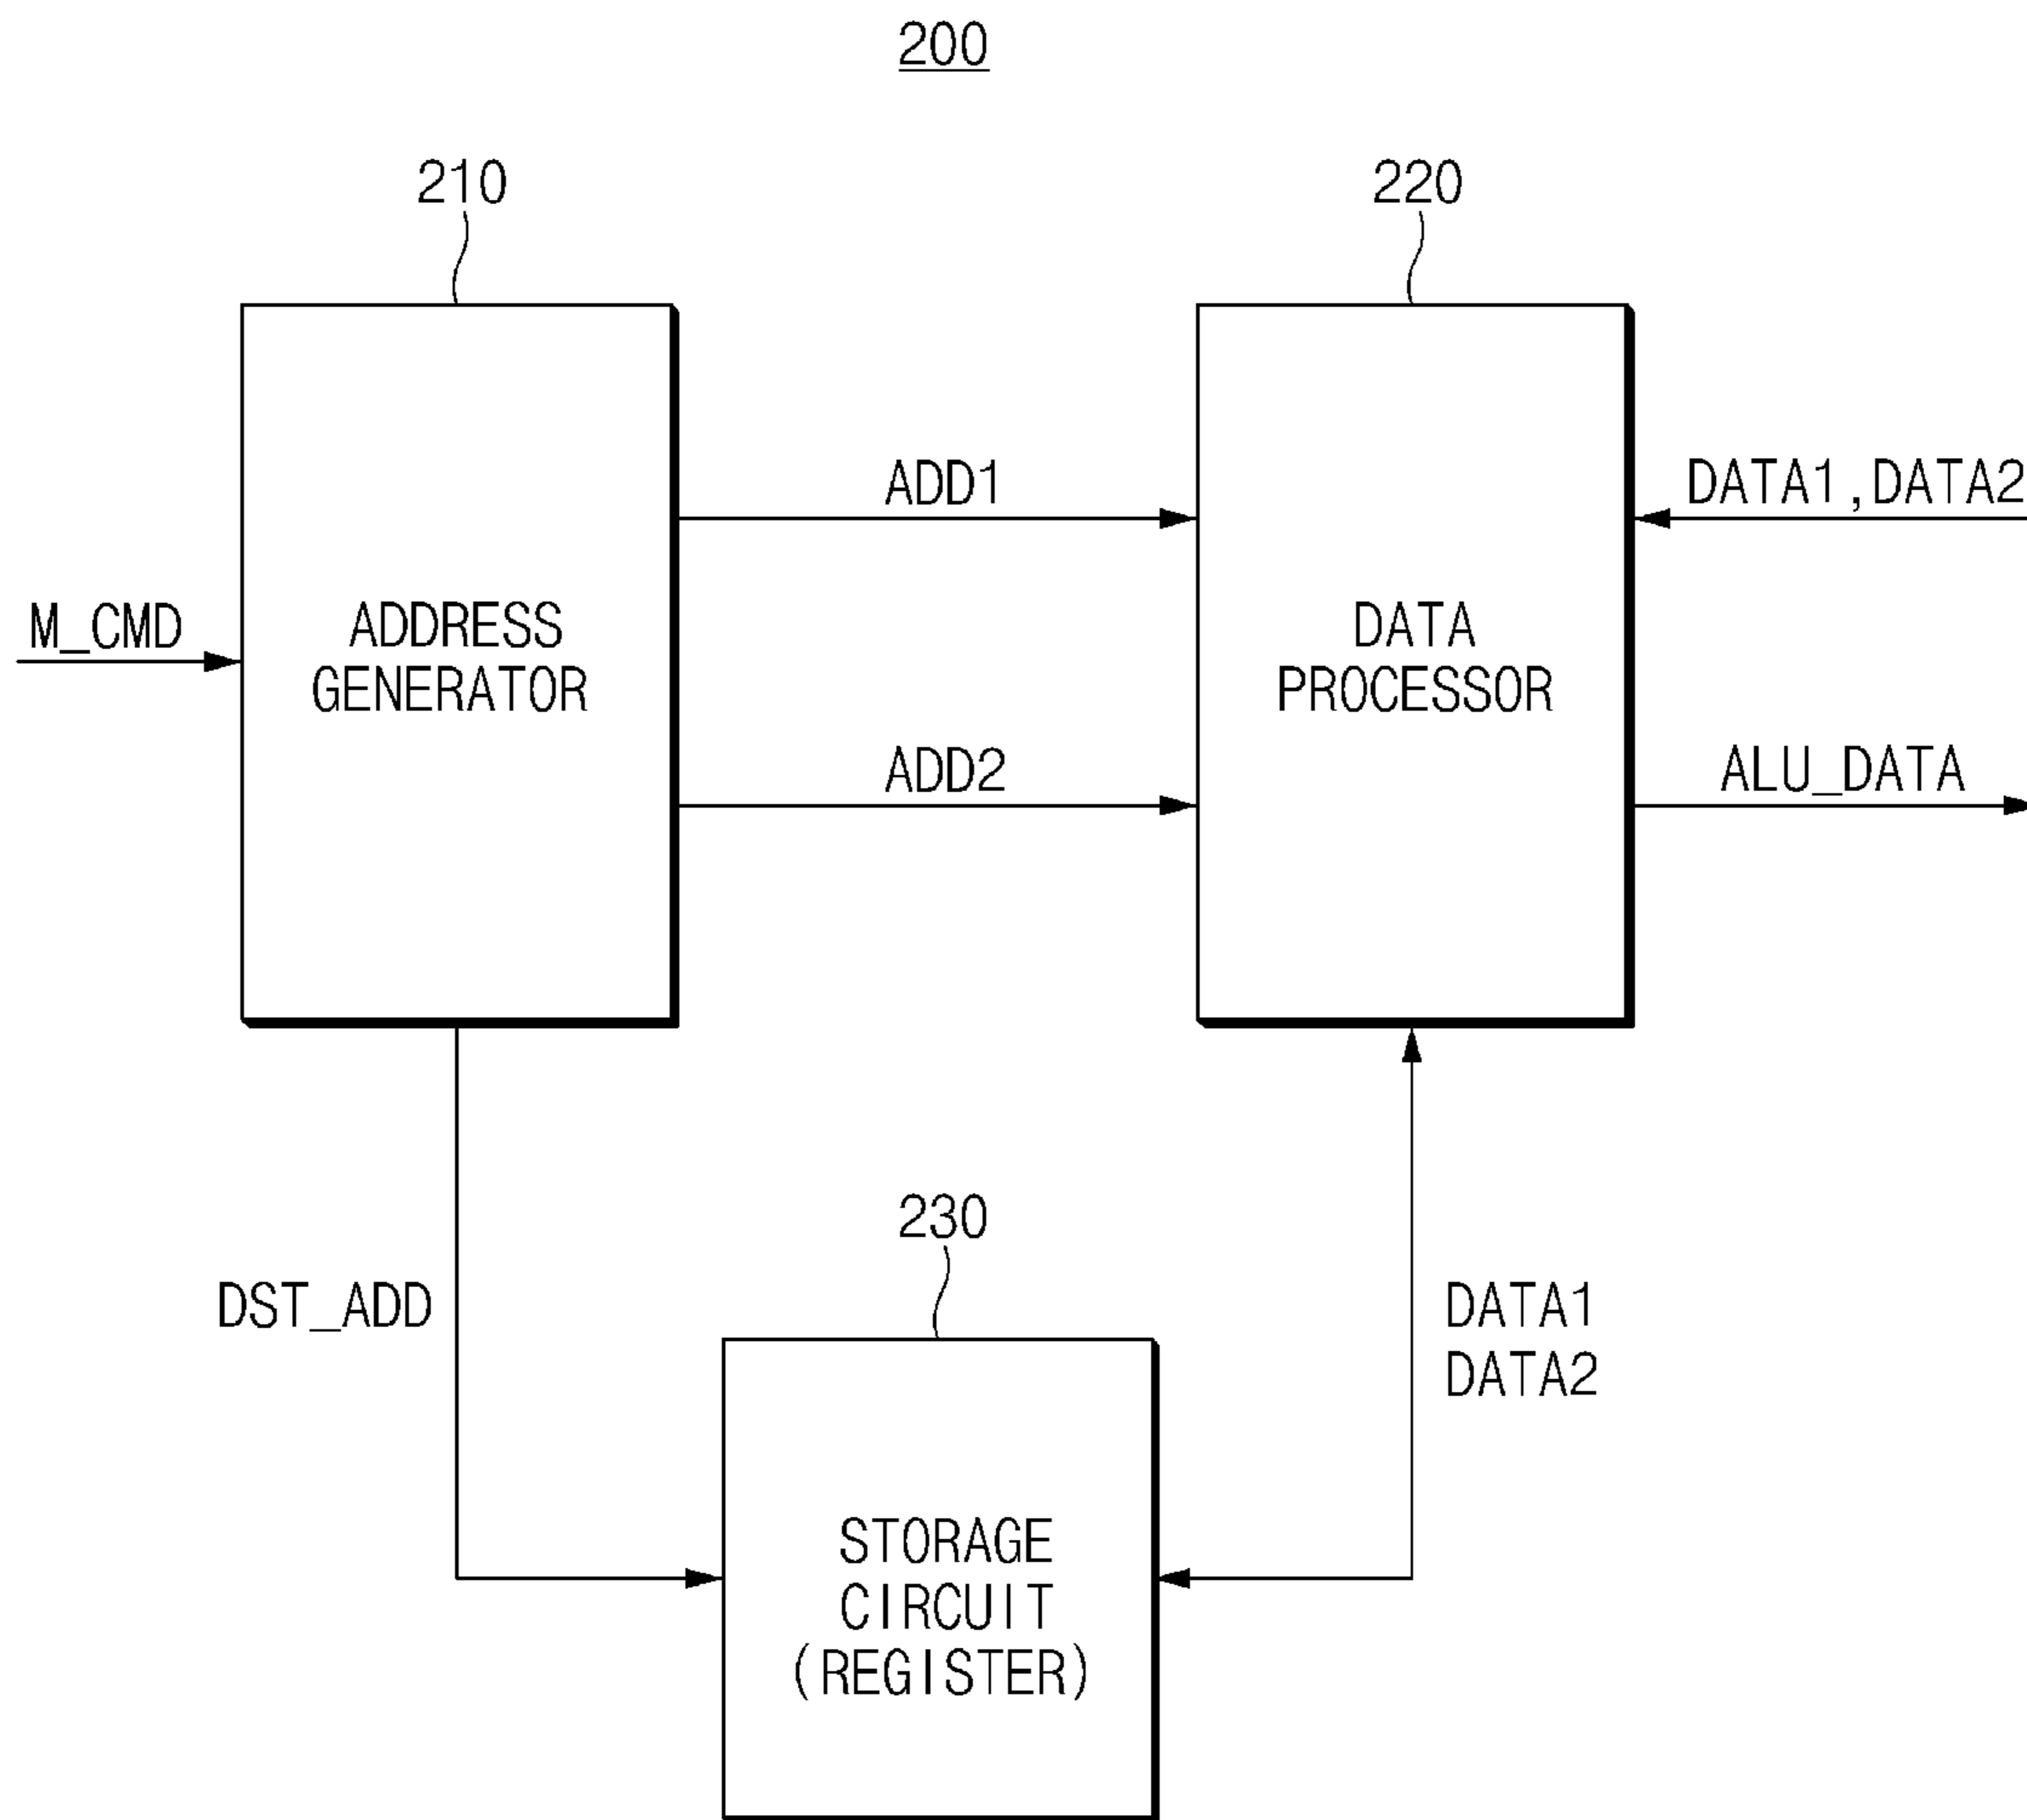 200
210
220
ADD1
DATA1,DATA2
M_CMD
ADDRESS
GENERATOR
DATA
PROCESSOR
ADD2
ALU_DATA
230
DST_ADD
DATA1
DATA2
STORAGE
CIRCUIT
(REGISTER)